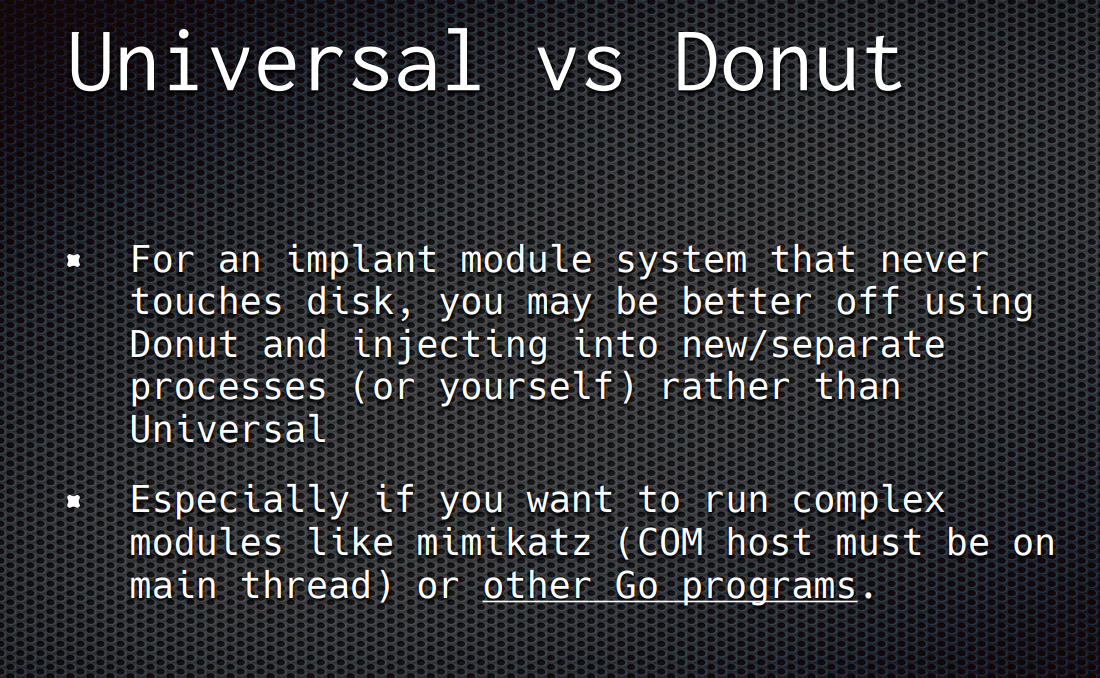 Universal vs Donut
For an implant module system that never
touches disk, you may be better off using
Donut and injecting into new/separate
processes (or yourself) rather than
Universal
Especially if you want to run complex
modules like mimikatz (COM host must be on
main thread) or other Go programs.